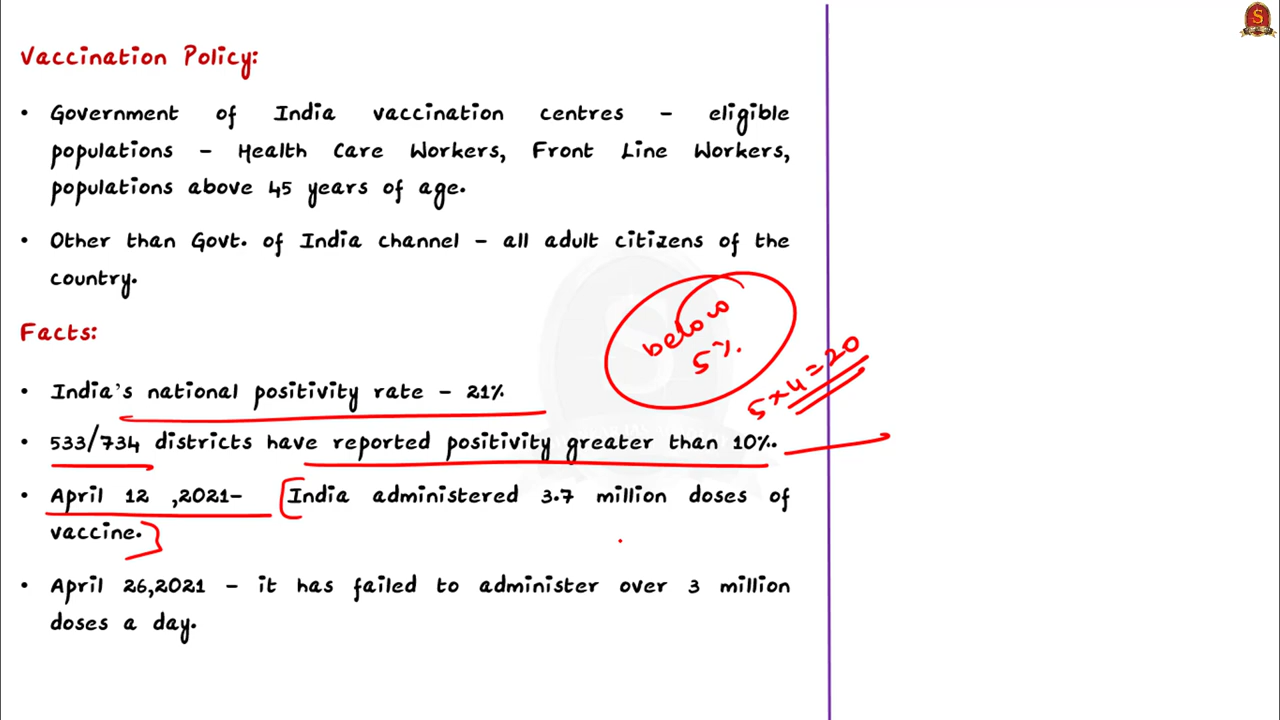 Vaccination Policy:
• Government of India vaccination centres – eligible
populations – Health Care Workers, Front Line Workers,
populations above 45 years of age.
• Other than Govt. of India channel – all adult citizens of the
country.
Facts:
below
5%.
5×4=20
• India's national positivity rate – 21%
• 533/734 districts have reported positivity greater than 10%.
• April 12 ,2021– India administered 3.7 million doses of
vaccine.
• April 26,2021 – it has failed to administer over 3 million
doses a day.